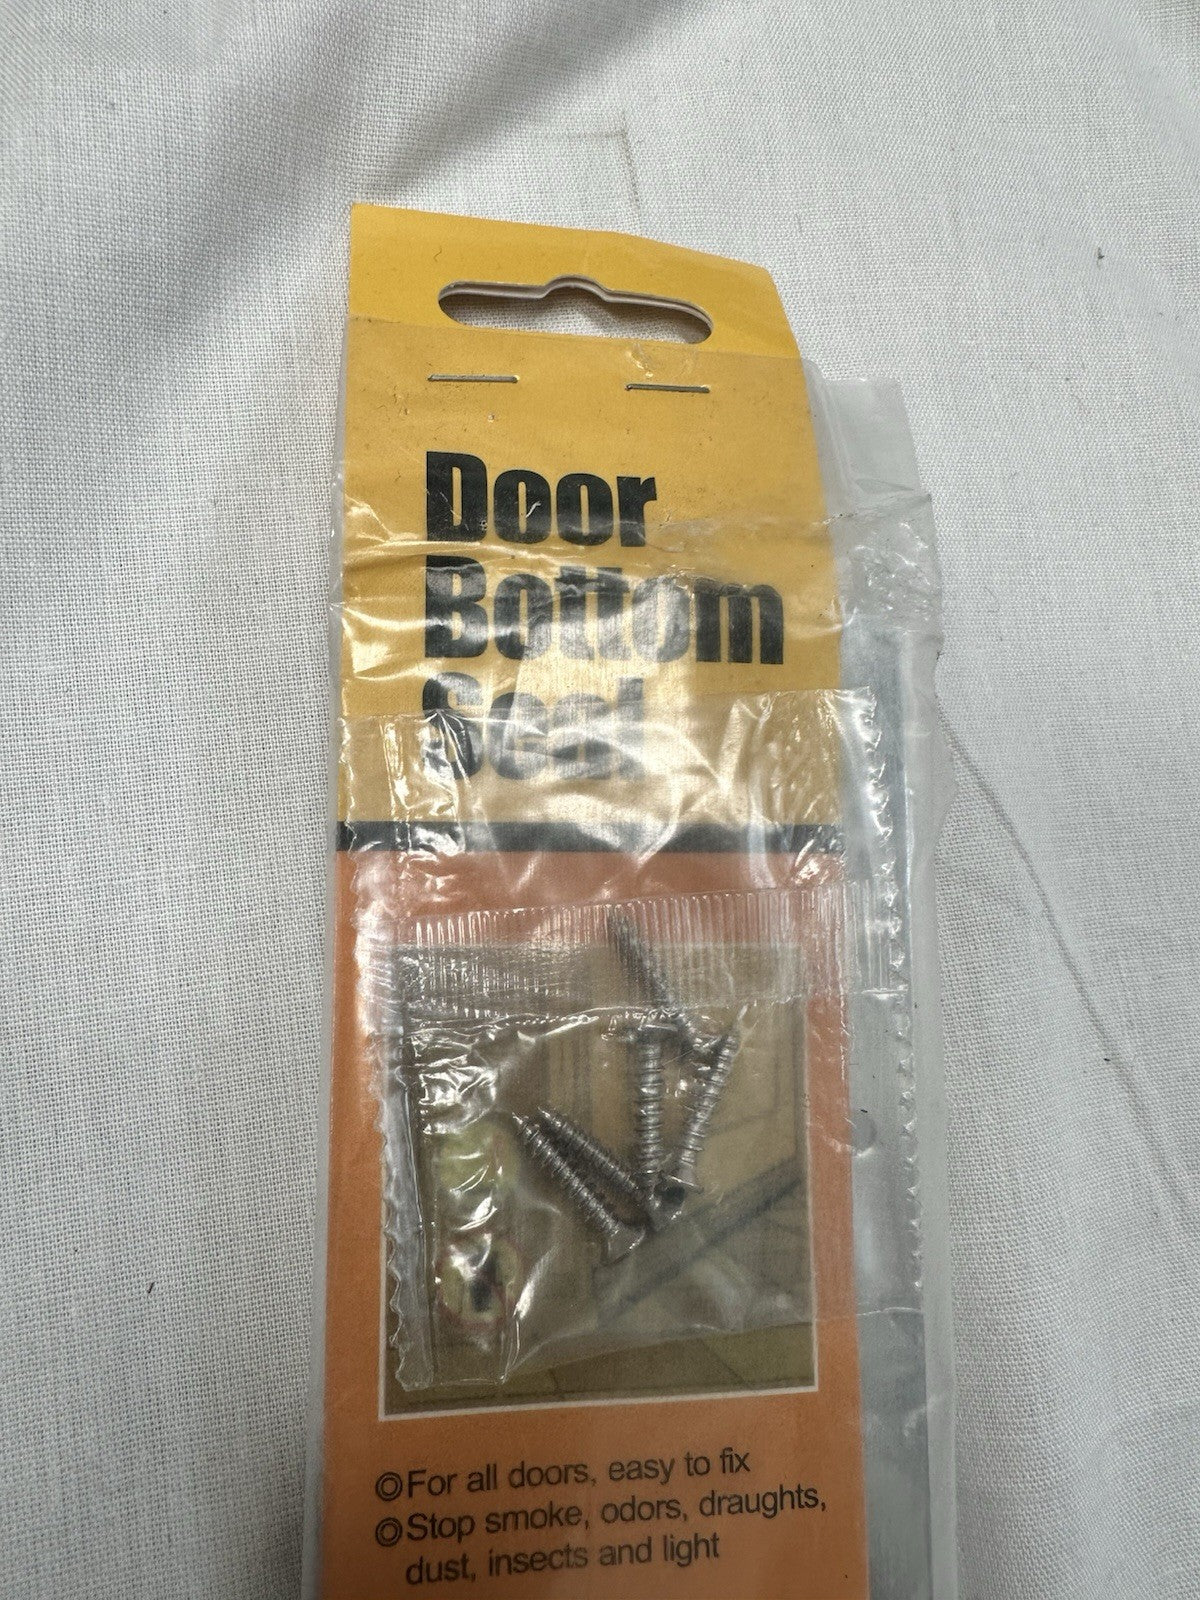 Door
Bottom
Seal
For all doors, easy to fix
Stop smoke, odors, draughts,
dust, insects and light